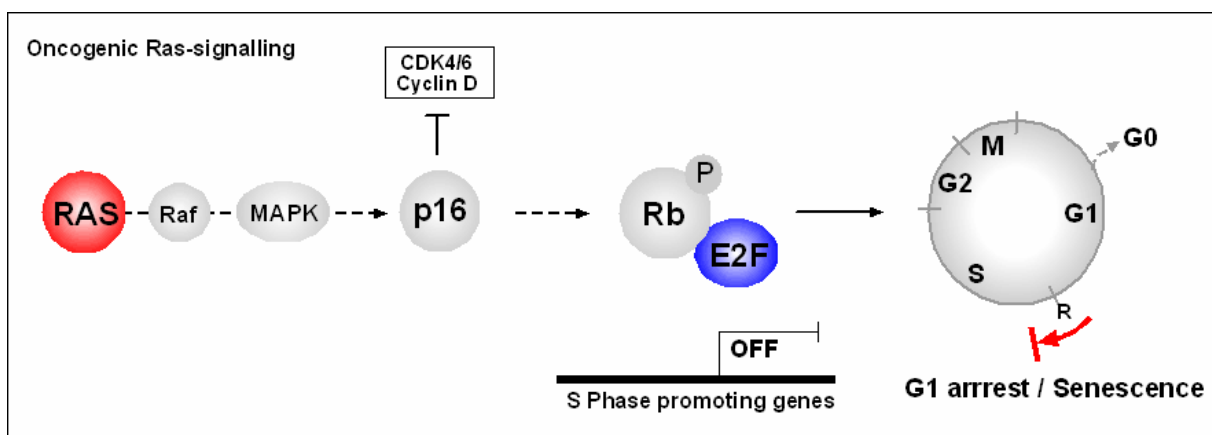 Oncogenic Ras-signalling
CDK4/6
Cyclin D
RAS
Raf
MAPK
p16
Rb
P
E2F
OFF
S Phase promoting genes
M
G0
G2
G1
S
R
G1 arrrest / Senescence